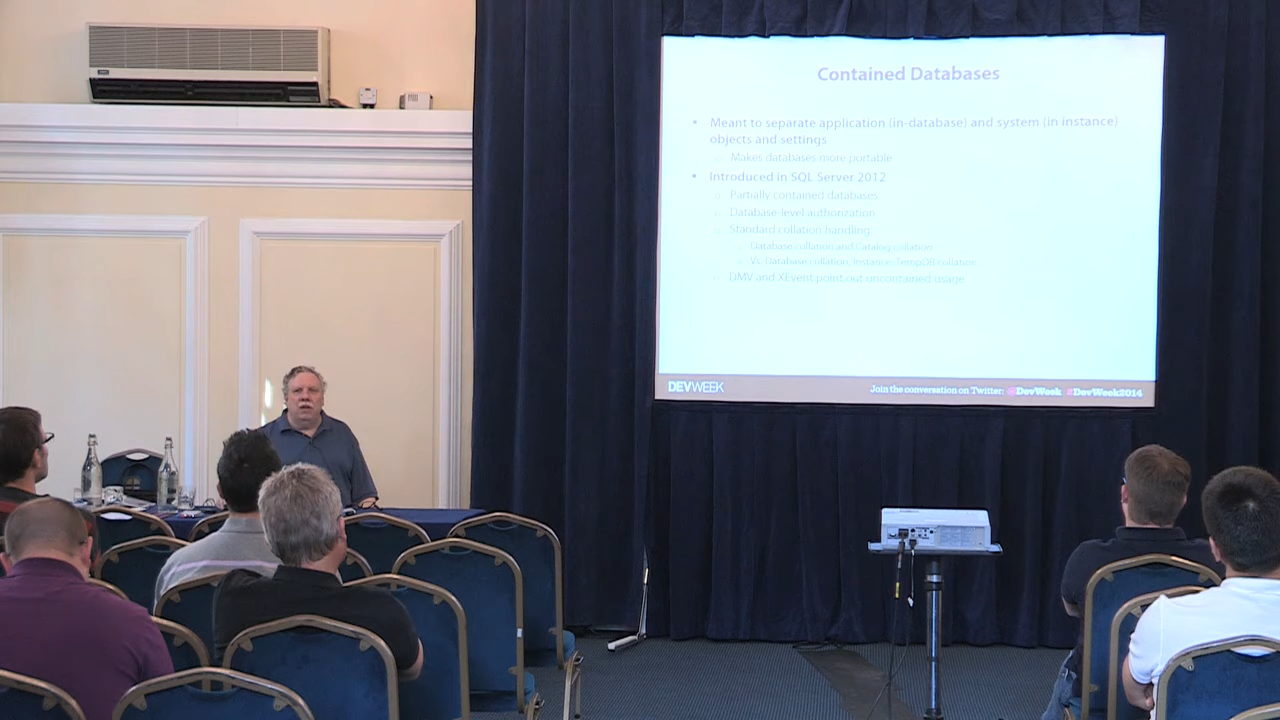 Contained Databases
Meant to separate application (in-database) and system (in instance)
objects and settings
Makes databases more portable
Introduced in SQL Server 2012
Partially contained databases
Database-level authorization
Standard collation handling
Database collation and Catalog collation
Vs. Database collation, Instance, TempDB collation
DMV and XEvent point out uncontained usage
DEVWEEK
Join the conversation on Twitter: @DevWeek #DevWeek2014